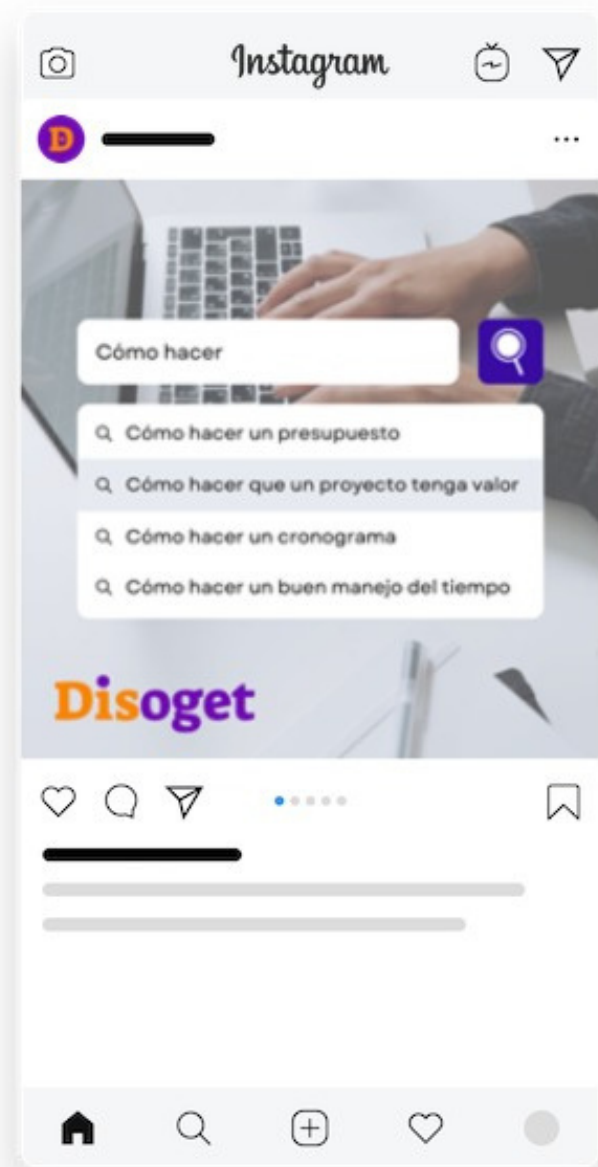 Instagram
D
Cómo hacer
Cómo hacer un presupuesto
Cómo hacer que un proyecto tenga valor
Cómo hacer un cronograma
Cómo hacer un buen manejo del tiempo
Disoget